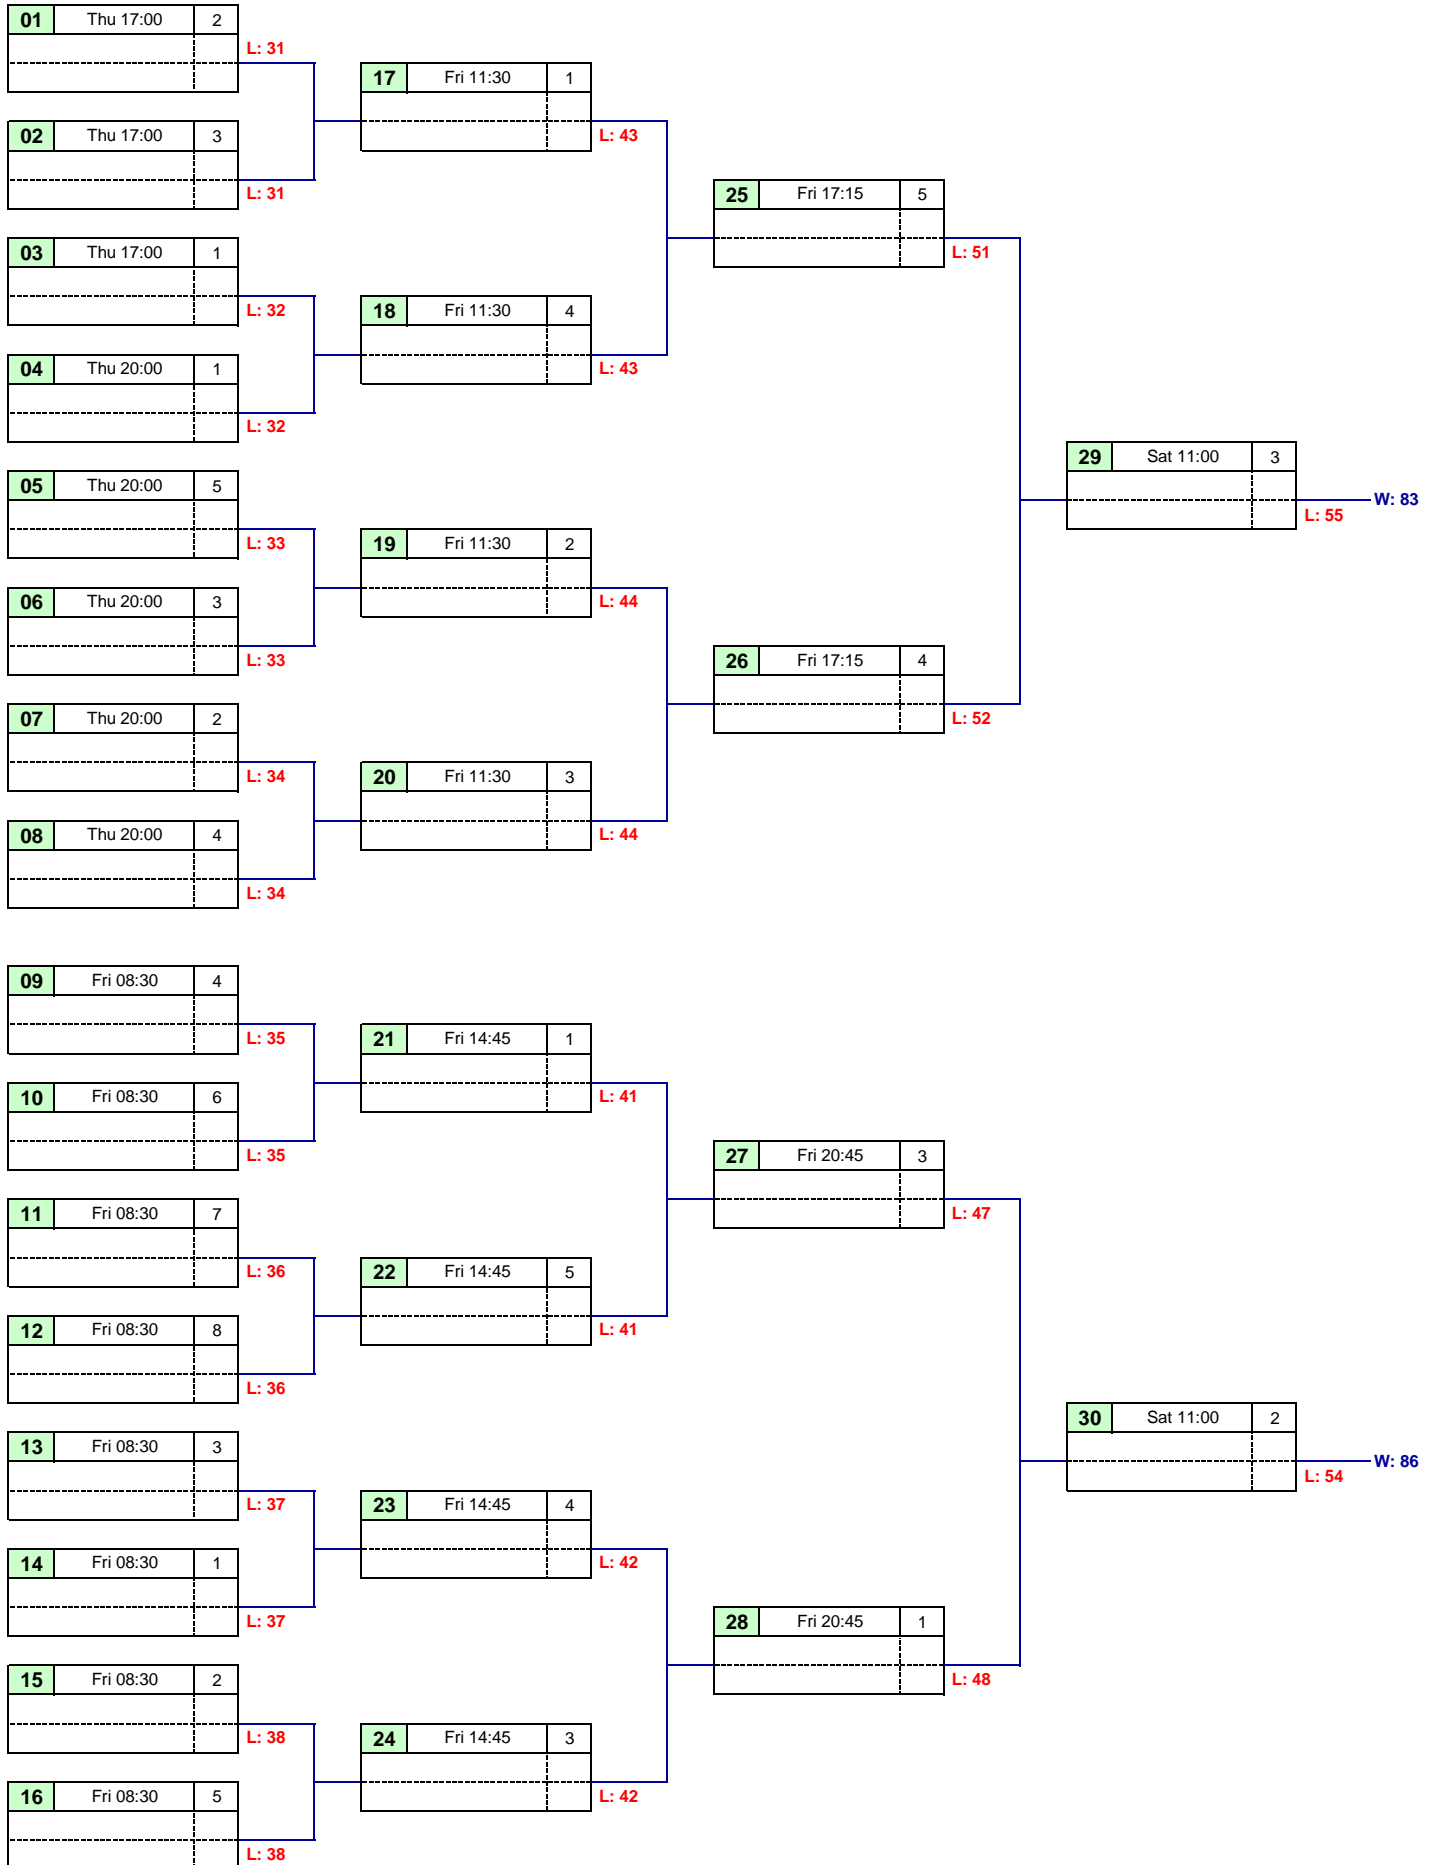 01 Thu 17:00 2
L: 31
02 Thu 17:00 3
L: 31
03 Thu 17:00 1
L: 32
04 Thu 20:00 1
L: 32
05 Thu 20:00 5
L: 33
06 Thu 20:00 3
L: 33
07 Thu 20:00 2
L: 34
08 Thu 20:00 4
L: 34
09 Fri 08:30 4
L: 35
10 Fri 08:30 6
L: 35
11 Fri 08:30 7
L: 36
12 Fri 08:30 8
L: 36
13 Fri 08:30 3
L: 37
14 Fri 08:30 1
L: 37
15 Fri 08:30 2
L: 38
16 Fri 08:30 5
L: 38
17 Fri 11:30 1
L: 43
18 Fri 11:30 4
L: 43
19 Fri 11:30 2
L: 44
20 Fri 11:30 3
L: 44
21 Fri 14:45 1
L: 41
22 Fri 14:45 5
L: 41
23 Fri 14:45 4
L: 42
24 Fri 14:45 3
L: 42
25 Fri 17:15 5
L: 51
26 Fri 17:15 4
L: 52
27 Fri 20:45 3
L: 47
28 Fri 20:45 1
L: 48
29 Sat 11:00 3
W: 83
L: 55
30 Sat 11:00 2
W: 86
L: 54